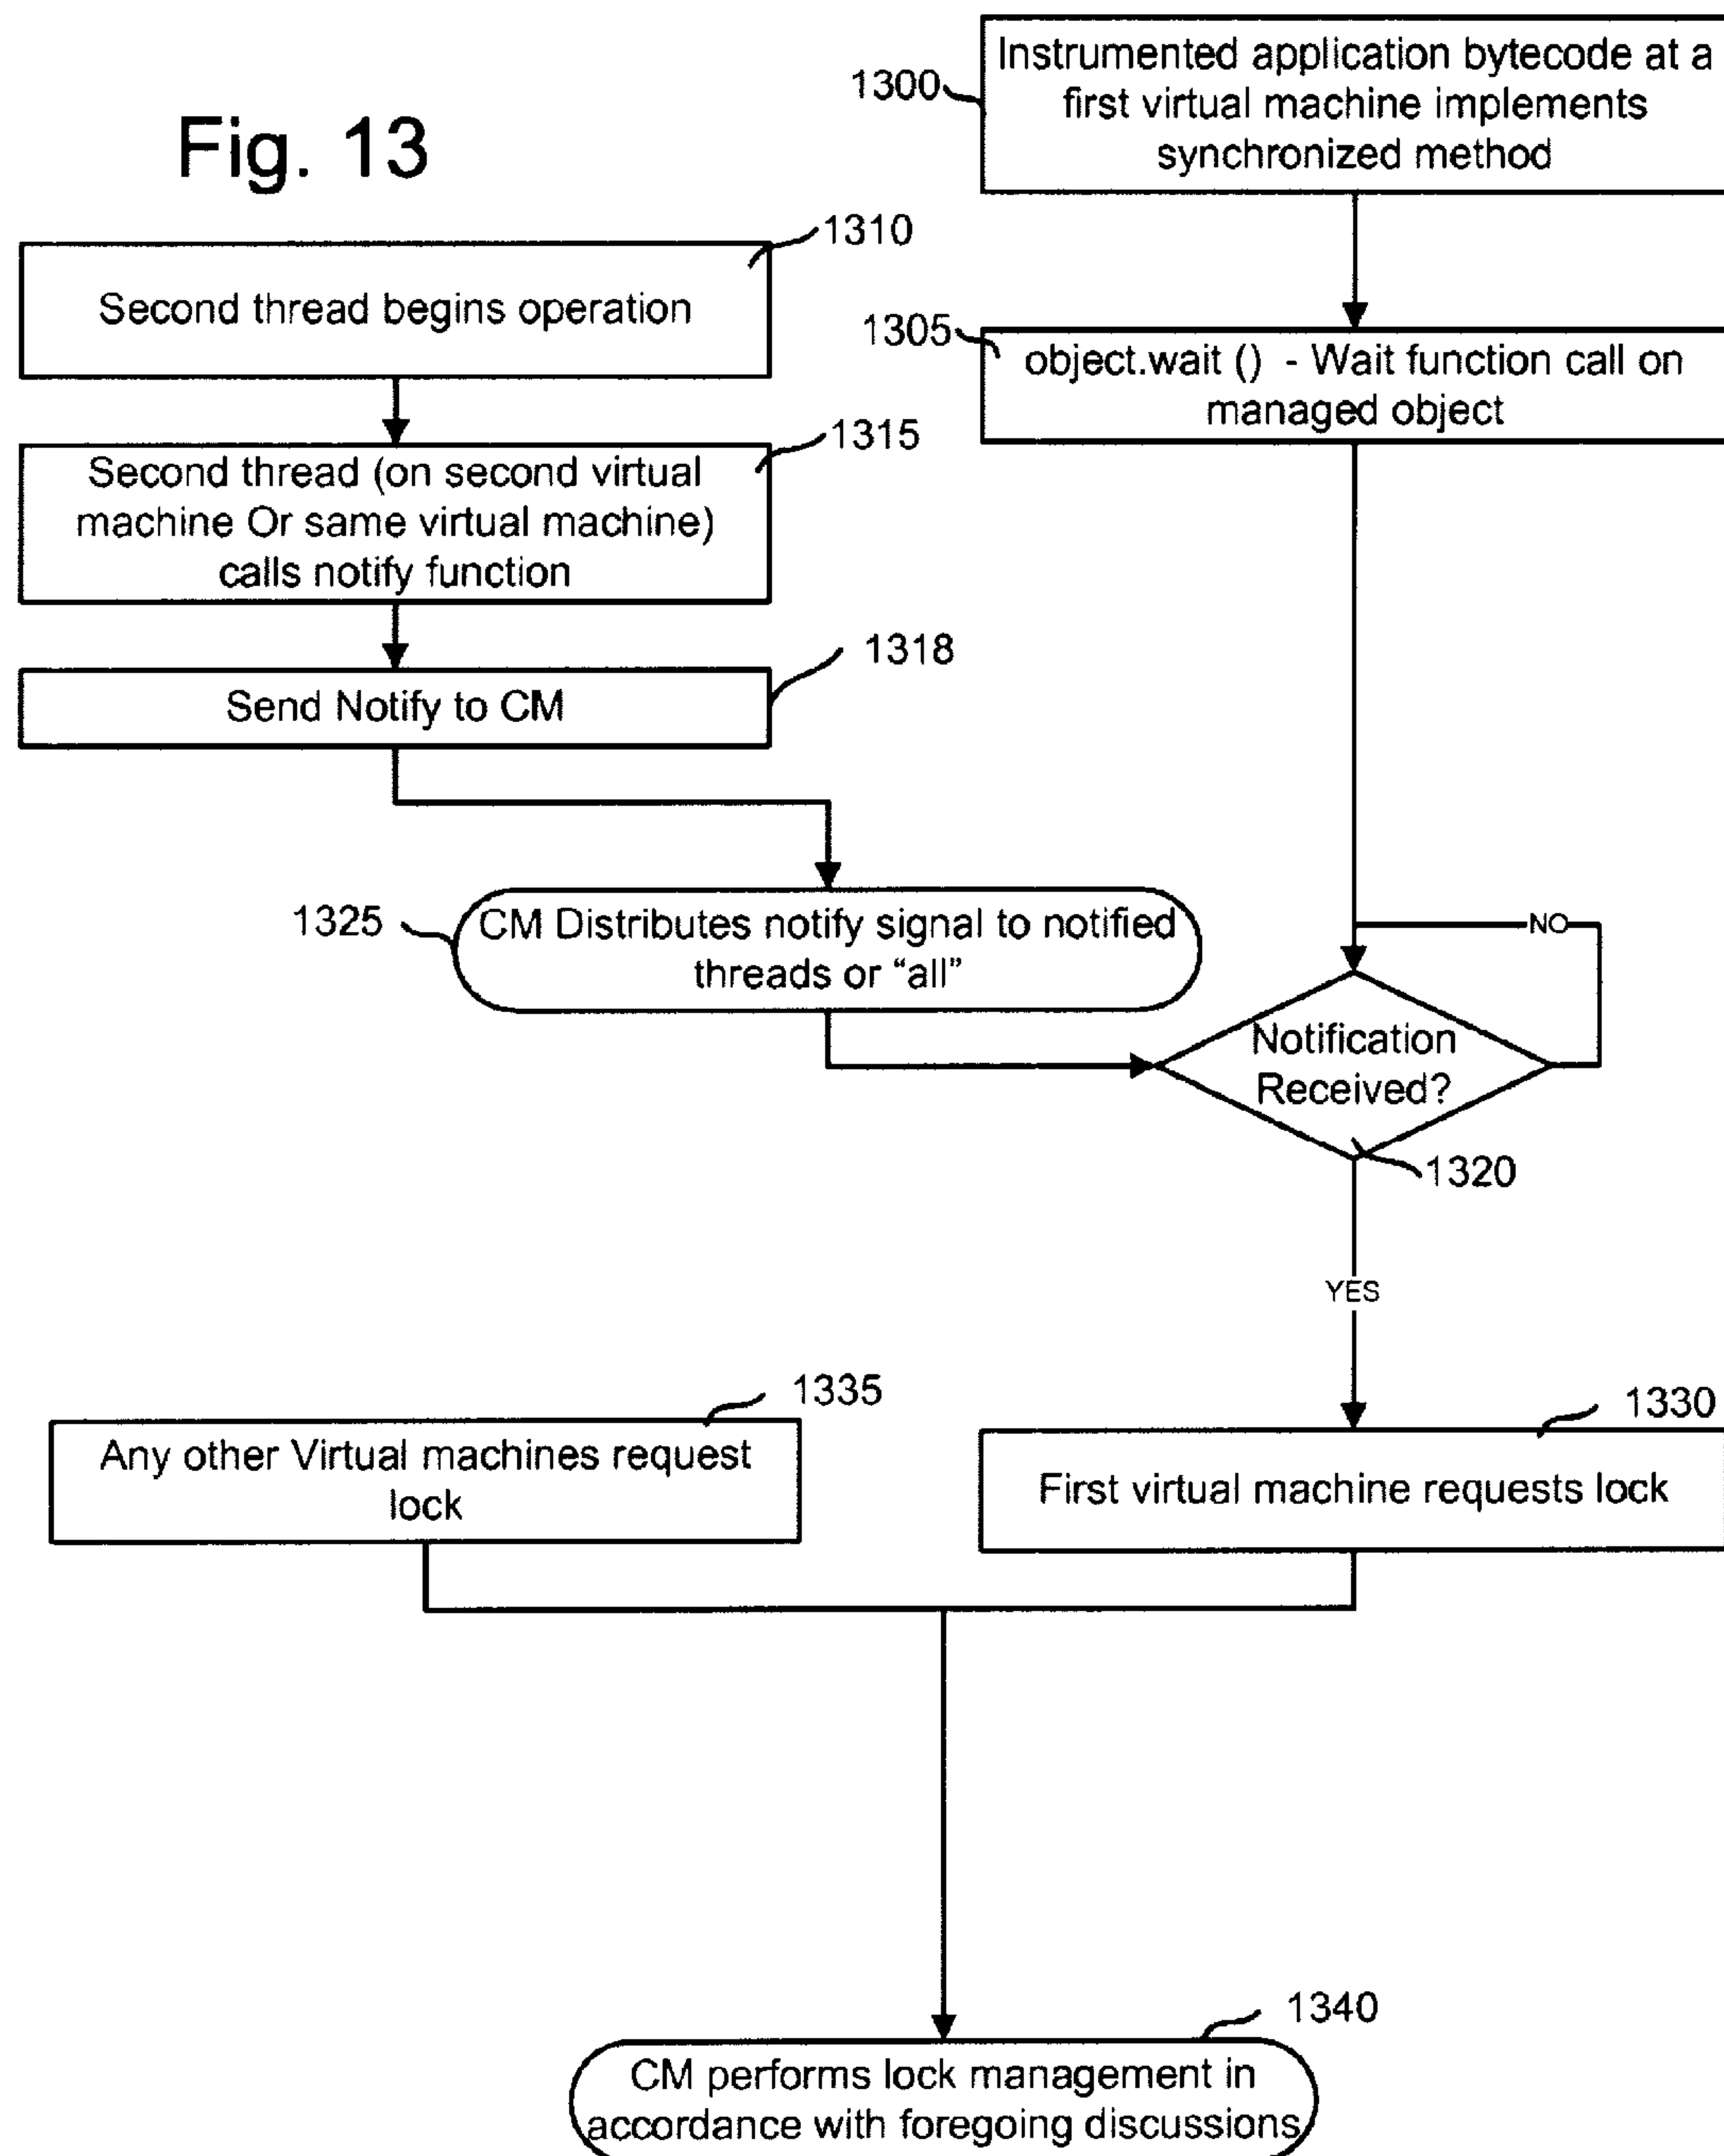 Fig. 13
1300
Instrumented application bytecode at a
first virtual machine implements
synchronized method
1310
Second thread begins operation
1305
object.wait () - Wait function call on
managed object
1315
Second thread (on second virtual
machine Or same virtual machine)
calls notify function
1318
Send Notify to CM
1325
CM Distributes notify signal to notified
threads or “all”
NO
Notification
Received?
1320
YES
1335
Any other Virtual machines request
lock
1330
First virtual machine requests lock
1340
CM performs lock management in
accordance with foregoing discussions